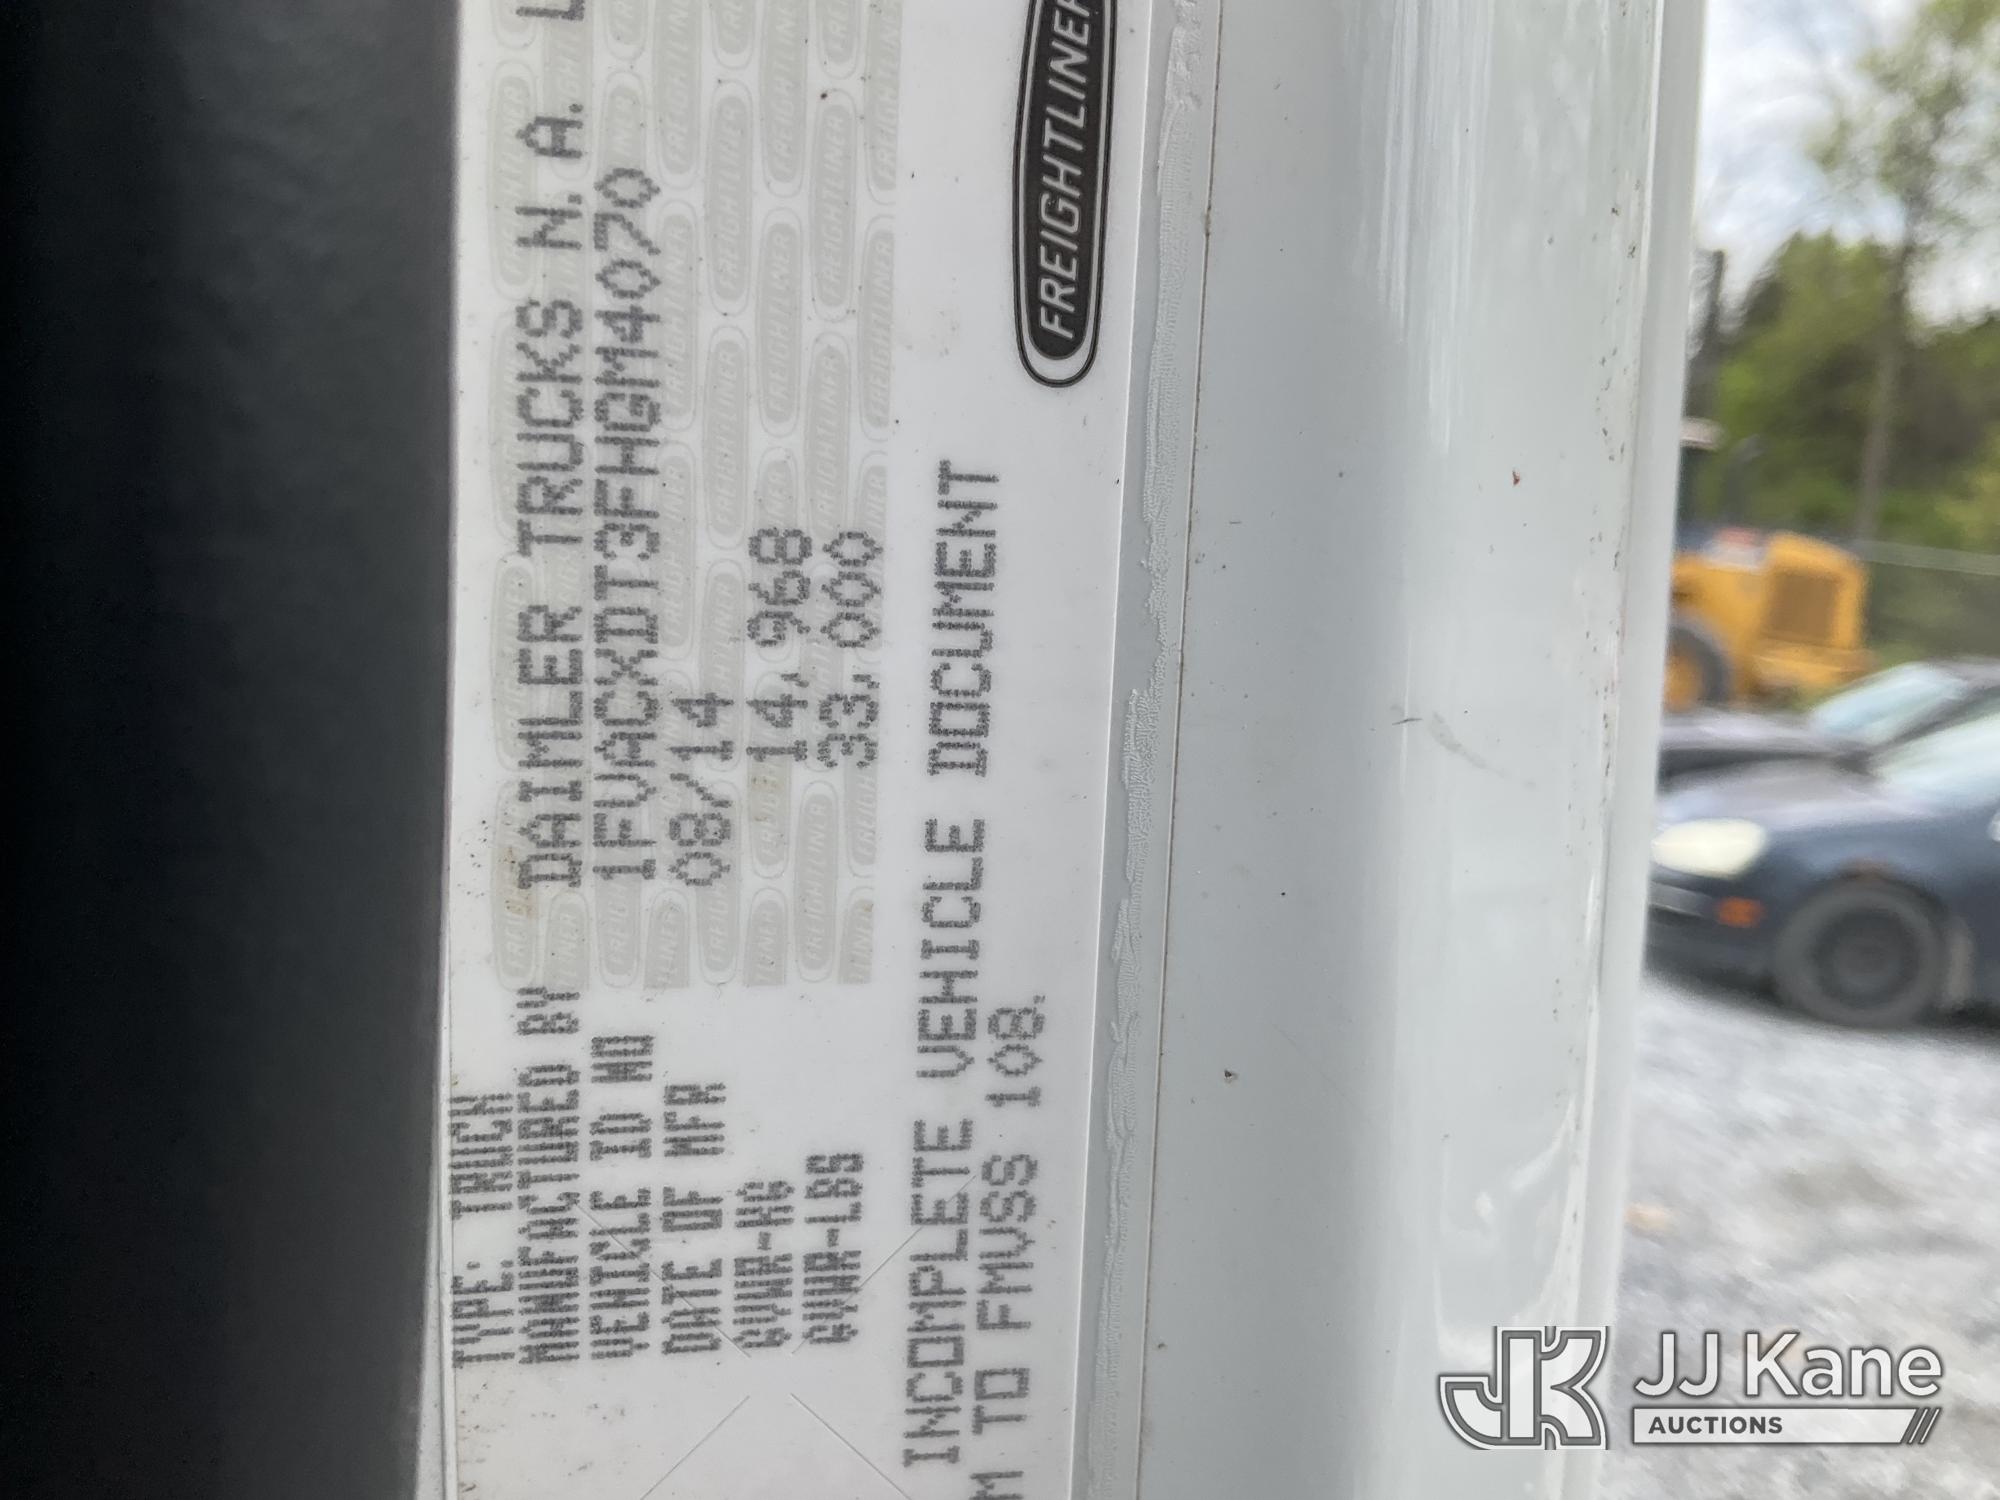 TYPE: TRUCK
MANUFACTURED BY DAIMLER TRUCKS N. A. L
VEHICLE ID NO 1FVACXDT3FHGM4070
DATE OF MFR 08/14
GVWR-KG 14,968
GVWR-LBS 33,000
INCOMPLETE VEHICLE DOCUMENT
M TO FMVSS 108.
FREIGHTLINER
JJ Kane
AUCTIONS